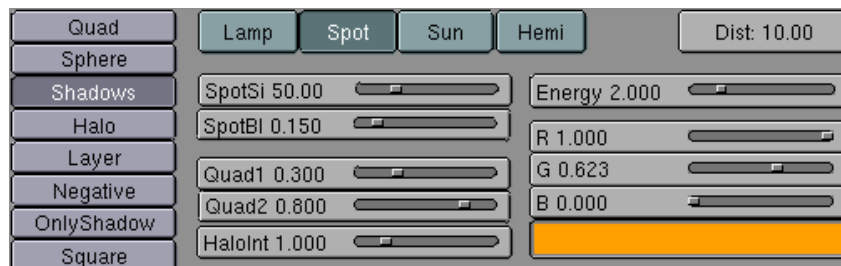 Quad
Sphere
Shadows
Halo
Layer
Negative
OnlyShadow
Square
Lamp Spot Sun Hemi Dist: 10.00
SpotSi 50.00
SpotBl 0.150
Quad1 0.300
Quad2 0.800
HaloInt 1.000
Energy 2.000
R 1.000
G 0.623
B 0.000